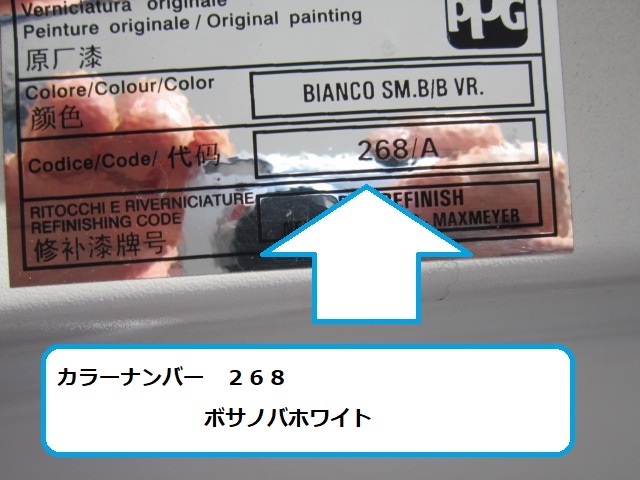 Verniciatura originale
Peinture originale / Original painting
原厂漆
PPG
Colore/Colour/Color
颜色
BIANCO SM.B/B VR.
Codice/Code/ 代码
268/A
RITOCCHI E RIVERNICIATURE
REFINISHING CODE
修补漆牌号
REFINISH
MAXMEYER
カラーナンバー　２６８
ボサノバホワイト